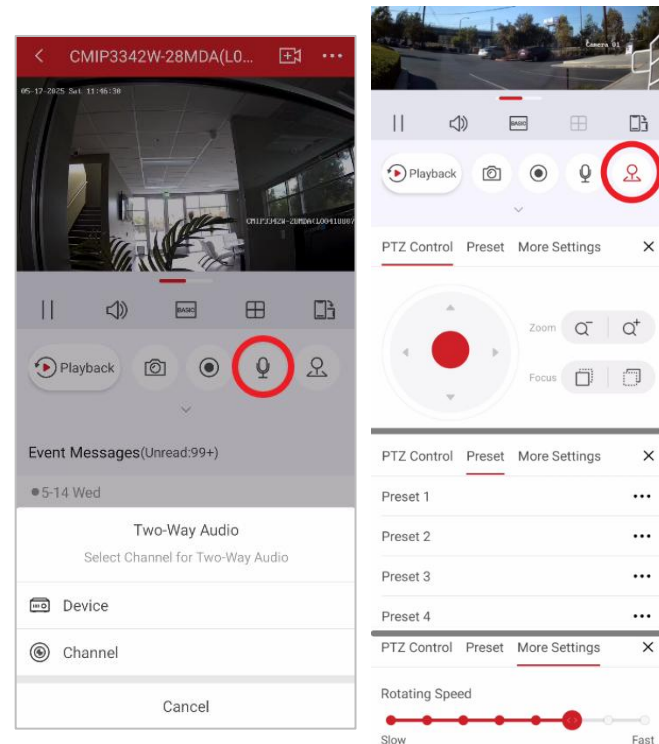 CMIP3342W-28MDA(L0...
05-17-2025 Sat 11:46:30
BASIC
Playback
Event Messages(Unread:99+)
5-14 Wed
Two-Way Audio
Select Channel for Two-Way Audio
Device
Channel
Cancel
Camera 01
BASIC
Playback
PTZ Control Preset More Settings
Zoom
Focus
PTZ Control Preset More Settings
Preset 1
Preset 2
Preset 3
Preset 4
PTZ Control Preset More Settings
Rotating Speed
Slow Fast